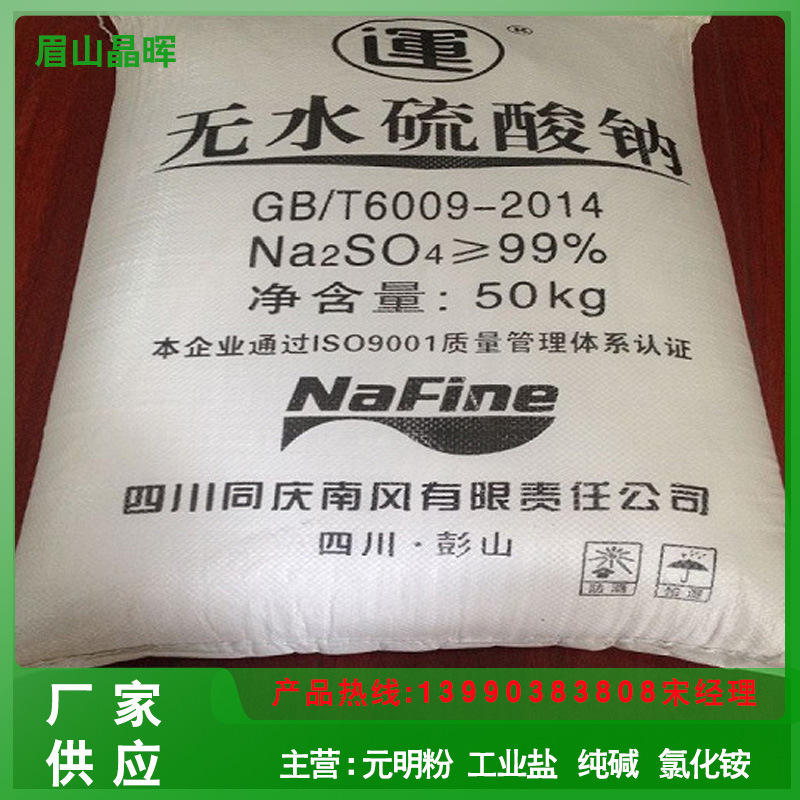 眉山晶晖
運
®
无水硫酸钠
GB/T6009-2014
Na2SO4≥99%
净含量: 50kg
本企业通过ISO9001质量管理体系认证
NaFine
四川同庆南风有限责任公司
四川·彭山
防潮
厂家
供应
产品热线:13990383808宋经理
主营:元明粉 工业盐 纯碱 氯化铵